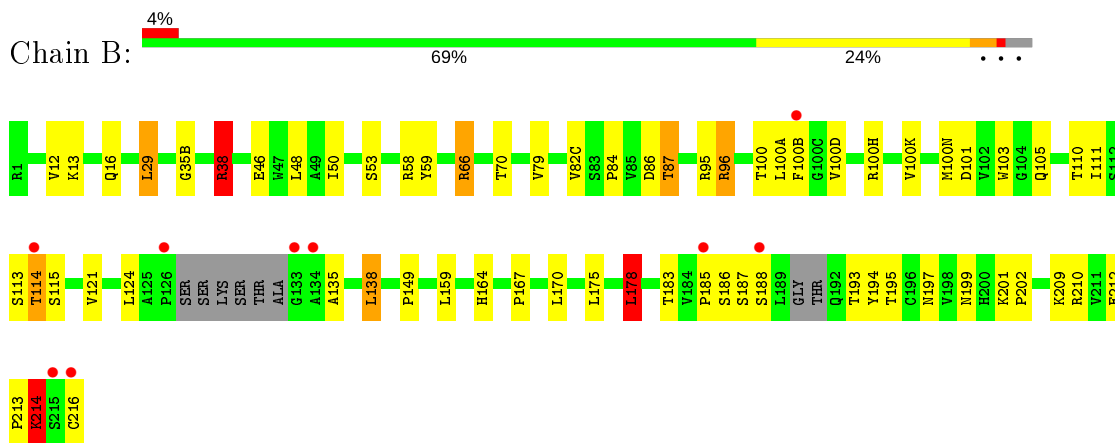 4%
Chain B:
69% 24% • • •
R1 V12 K13 Q16 L29 G35B R38 E46 W47 L48 A49 I50 S53 R58 Y59 R66 T70 V79 V82C S83 P84 V85 D86 T87 R95 R96 T100 L100A F100B G100C V100D R100H V100K M100N D101 V102 W103 G104 Q105 T110 I111 S112
S113 T114 S115 V121 L124 A125 P126 SER SER LYS SER THR ALA G133 A134 A135 L138 P149 L159 H164 P167 L170 L175 L178 T183 V184 P185 S186 S187 S188 L189 GLY THR Q192 T193 Y194 T195 C196 N197 V198 N199 H200 K201 P202 K209 R210 V211 E212
P213 K214 S215 C216